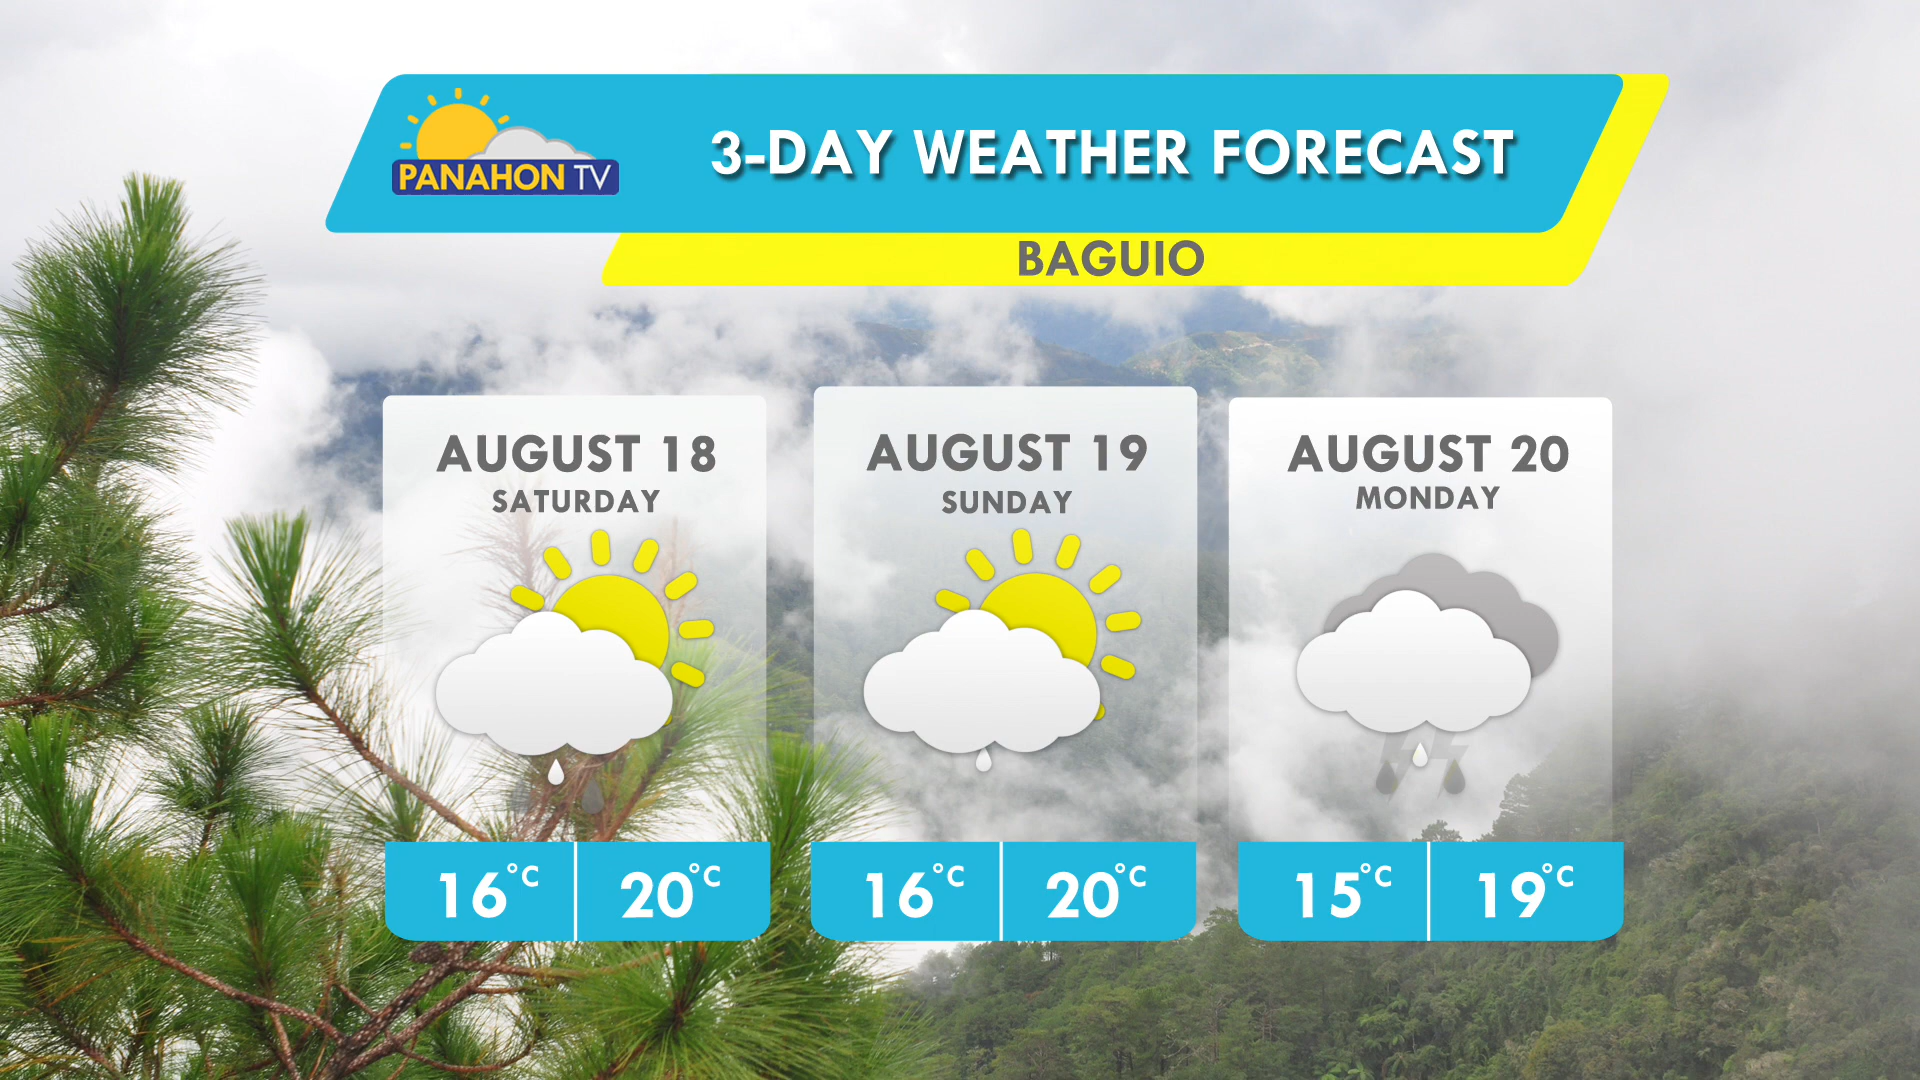 PANAHON TV
3-DAY WEATHER FORECAST
BAGUIO
AUGUST 18
SATURDAY
16°C
20°C
AUGUST 19
SUNDAY
16°C
20°C
AUGUST 20
MONDAY
15°C
19°C